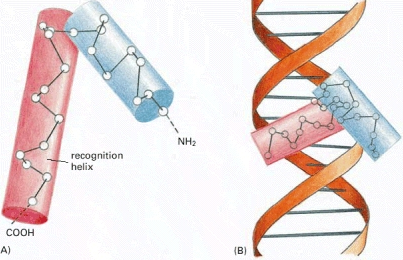 NH₂
recognition
helix
COOH
A)
(B)